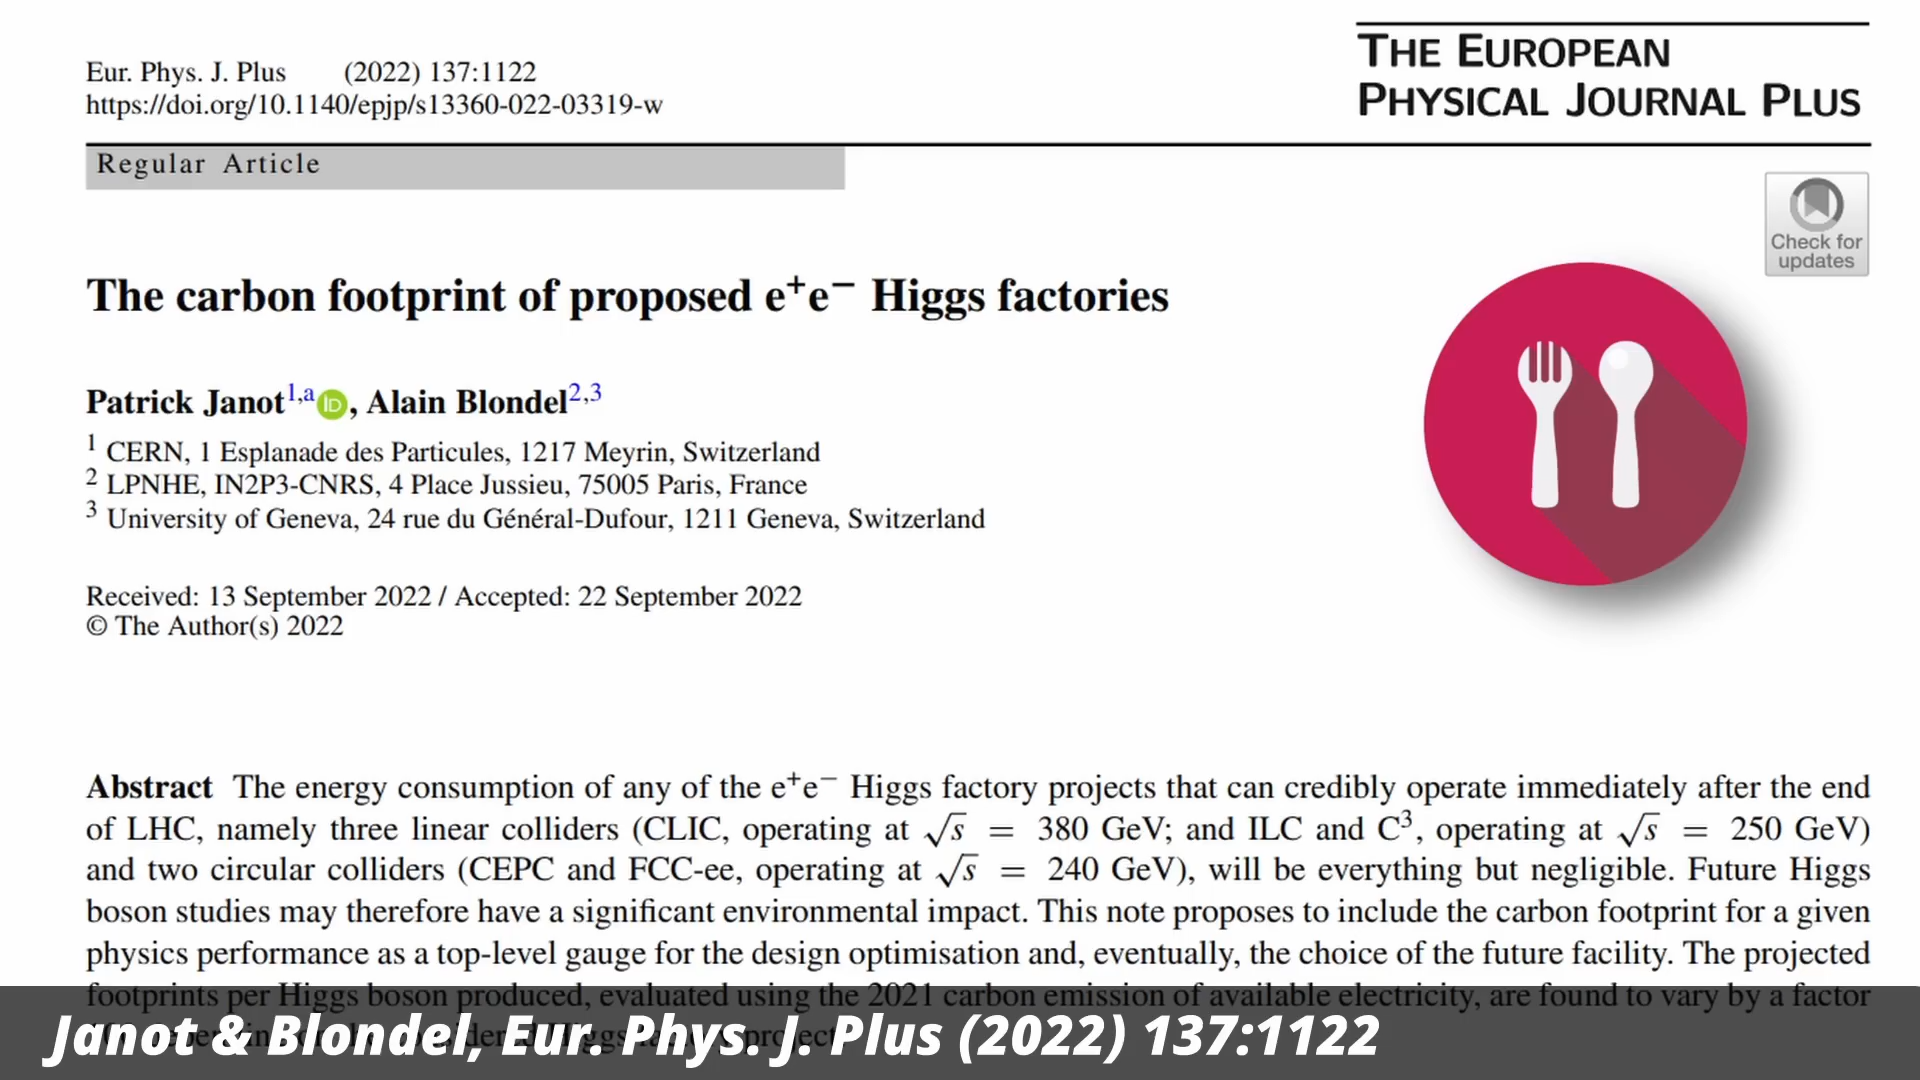 Eur. Phys. J. Plus (2022) 137:1122
https://doi.org/10.1140/epjp/s13360-022-03319-w
THE EUROPEAN
PHYSICAL JOURNAL PLUS
Regular Article
Check for
updates
The carbon footprint of proposed e⁺e⁻ Higgs factories
Patrick Janot¹,ᵃ iD, Alain Blondel²,³
¹ CERN, 1 Esplanade des Particules, 1217 Meyrin, Switzerland
² LPNHE, IN2P3-CNRS, 4 Place Jussieu, 75005 Paris, France
³ University of Geneva, 24 rue du Général-Dufour, 1211 Geneva, Switzerland
Received: 13 September 2022 / Accepted: 22 September 2022
© The Author(s) 2022
Abstract The energy consumption of any of the e⁺e⁻ Higgs factory projects that can credibly operate immediately after the end
of LHC, namely three linear colliders (CLIC, operating at √s = 380 GeV; and ILC and C³, operating at √s = 250 GeV)
and two circular colliders (CEPC and FCC-ee, operating at √s = 240 GeV), will be everything but negligible. Future Higgs
boson studies may therefore have a significant environmental impact. This note proposes to include the carbon footprint for a given
physics performance as a top-level gauge for the design optimisation and, eventually, the choice of the future facility. The projected
footprints per Higgs boson produced, evaluated using the 2021 carbon emission of available electricity, are found to vary by a factor
Janot & Blondel, Eur. Phys. J. Plus (2022) 137:1122